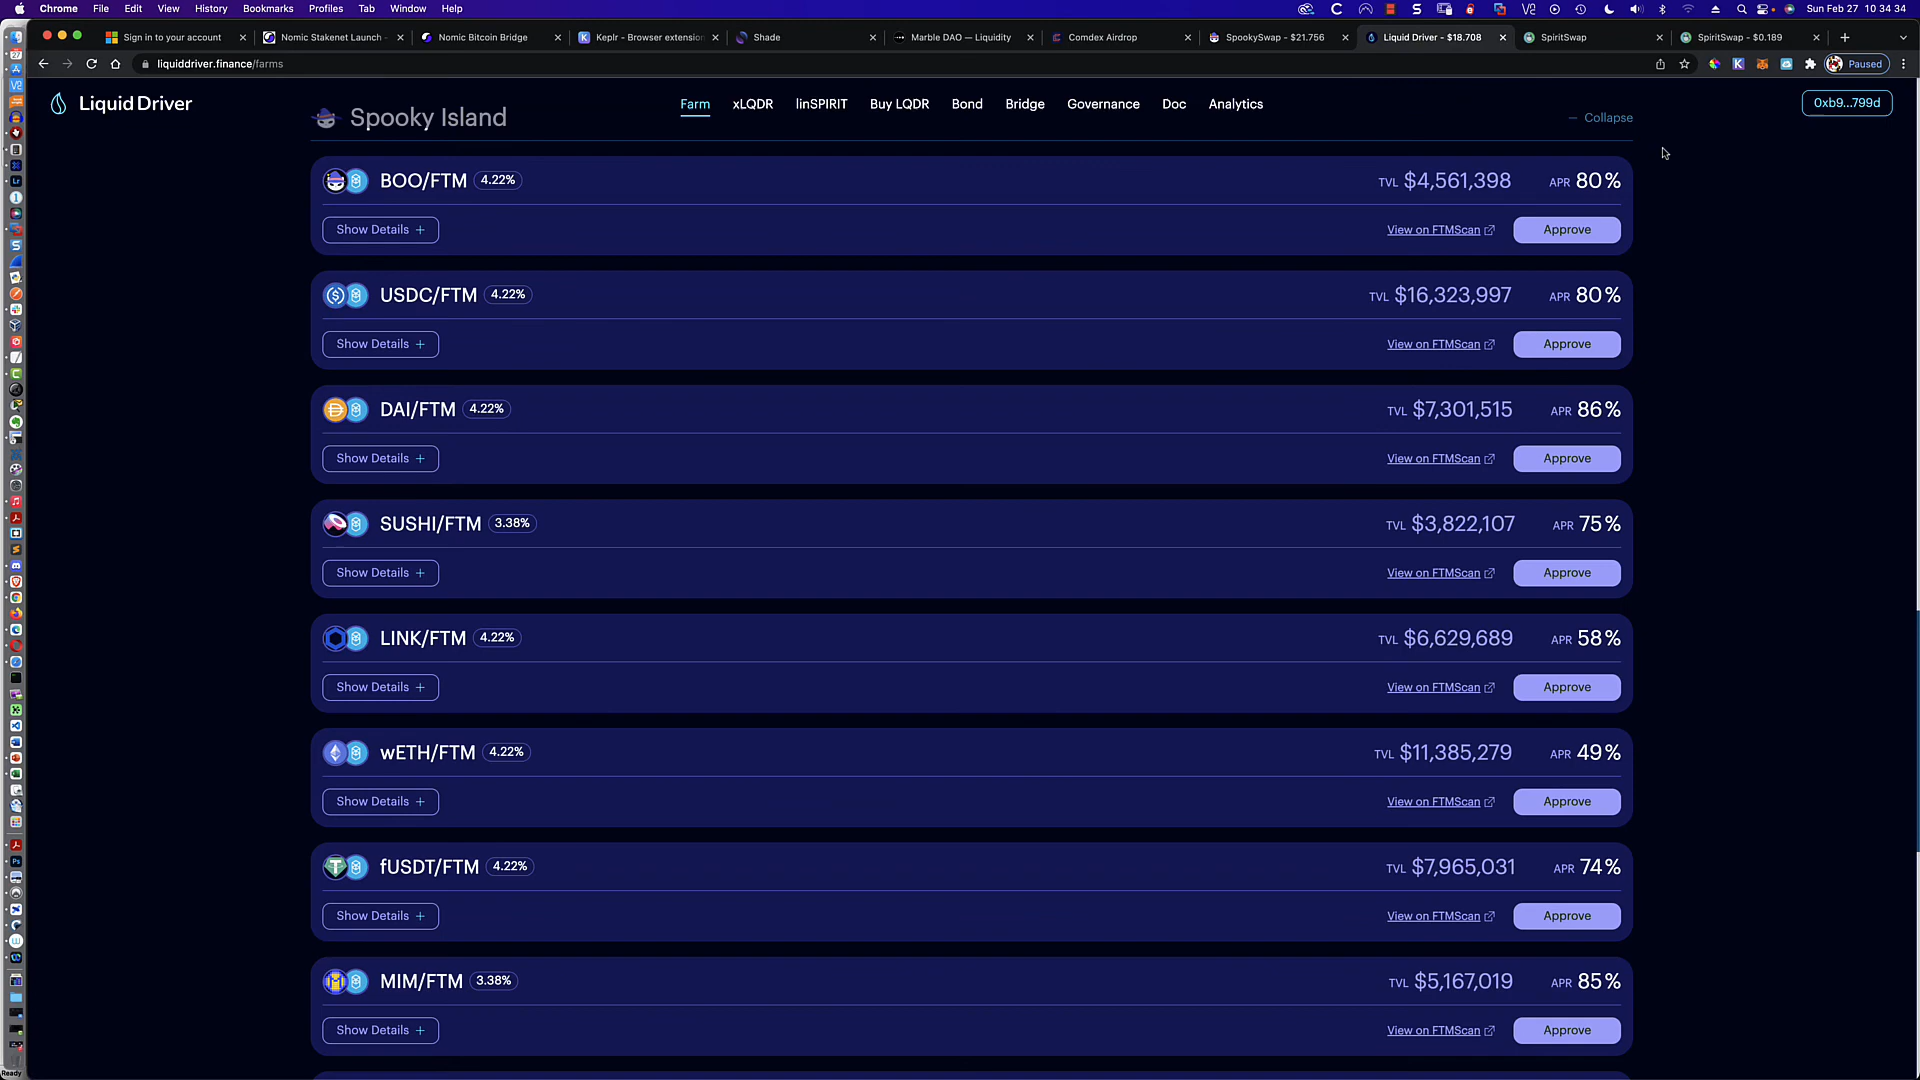 Chrome File Edit View History Bookmarks Profiles Tab Window Help Sun Feb 27 10 34 34
Sign in to your account Nomic Stakenet Launch - Nomic Bitcoin Bridge Keplr - Browser extension Shade Marble DAO — Liquidity Comdex Airdrop SpookySwap - $21.756 Liquid Driver - $18.708 SpiritSwap SpiritSwap - $0.189
liquiddriver.finance/farms Paused
LiquidDriver Farm xLQDR linSPIRIT Buy LQDR Bond Bridge Governance Doc Analytics 0xb9...799d
Spooky Island — Collapse
BOO/FTM 4.22% TVL $4,561,398 APR 80%
Show Details + View on FTMScan Approve
USDC/FTM 4.22% TVL $16,323,997 APR 80%
Show Details + View on FTMScan Approve
DAI/FTM 4.22% TVL $7,301,515 APR 86%
Show Details + View on FTMScan Approve
SUSHI/FTM 3.38% TVL $3,822,107 APR 75%
Show Details + View on FTMScan Approve
LINK/FTM 4.22% TVL $6,629,689 APR 58%
Show Details + View on FTMScan Approve
wETH/FTM 4.22% TVL $11,385,279 APR 49%
Show Details + View on FTMScan Approve
fUSDT/FTM 4.22% TVL $7,965,031 APR 74%
Show Details + View on FTMScan Approve
MIM/FTM 3.38% TVL $5,167,019 APR 85%
Show Details + View on FTMScan Approve
Ready